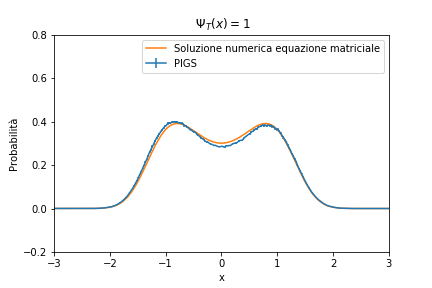 Ψ_T(x) = 1
Soluzione numerica equazione matriciale
PIGS
Probabilità
0.8
0.6
0.4
0.2
0.0
−0.2
−3
−2
−1
0
1
2
3
x